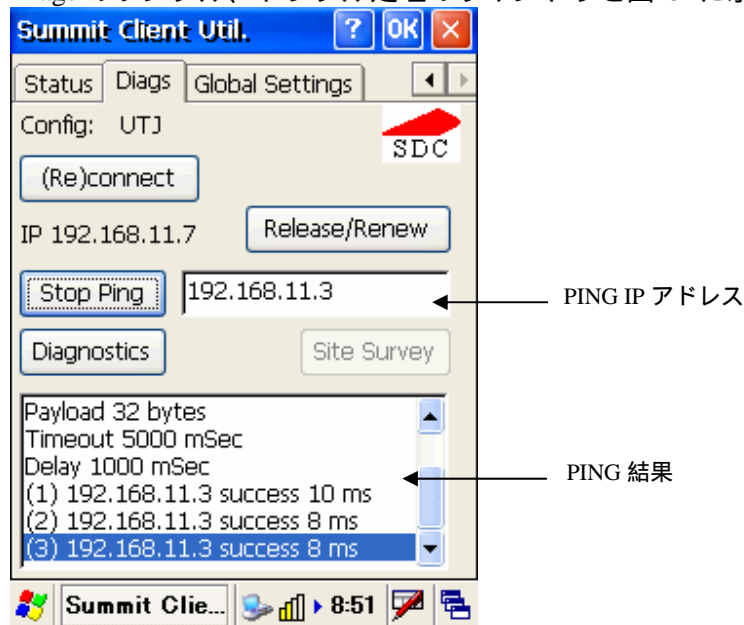 Summit Client Util. ? OK ×
Status Diags Global Settings
Config: UTJ
SDC
(Re)connect
IP 192.168.11.7 Release/Renew
Stop Ping 192.168.11.3
PING IP アドレス
Diagnostics Site Survey
Payload 32 bytes
Timeout 5000 mSec
Delay 1000 mSec
PING 結果
(1) 192.168.11.3 success 10 ms
(2) 192.168.11.3 success 8 ms
(3) 192.168.11.3 success 8 ms
Summit Clie... 8:51